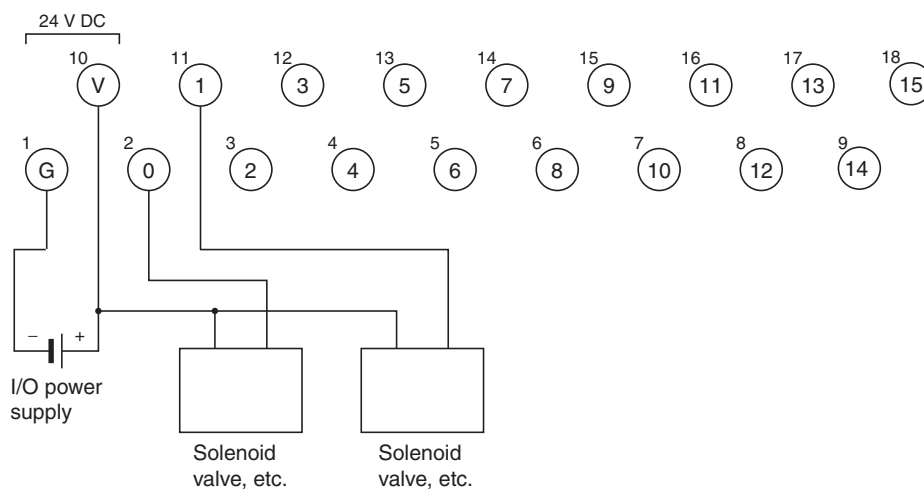 24 V DC
10 11 12 13 14 15 16 17 18
V 1 3 5 7 9 11 13 15
1 2 3 4 5 6 7 8 9
G 0 2 4 6 8 10 12 14
− +
I/O power
supply
Solenoid
valve, etc.
Solenoid
valve, etc.